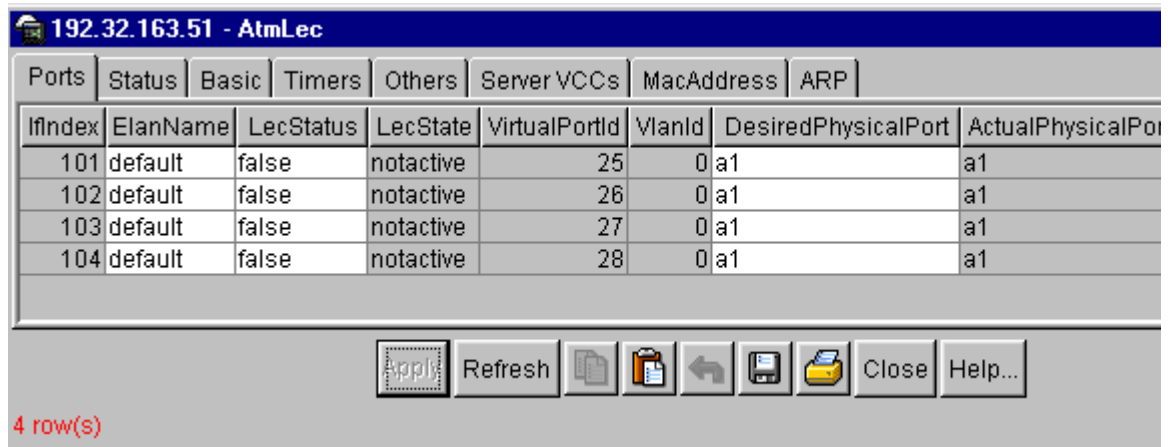 192.32.163.51 - AtmLec
Ports Status Basic Timers Others Server VCCs MacAddress ARP
IfIndex ElanName LecStatus LecState VirtualPortId VlanId DesiredPhysicalPort ActualPhysicalPor
101 default false notactive 25 0 a1 a1
102 default false notactive 26 0 a1 a1
103 default false notactive 27 0 a1 a1
104 default false notactive 28 0 a1 a1
Apply Refresh Close Help...
4 row(s)